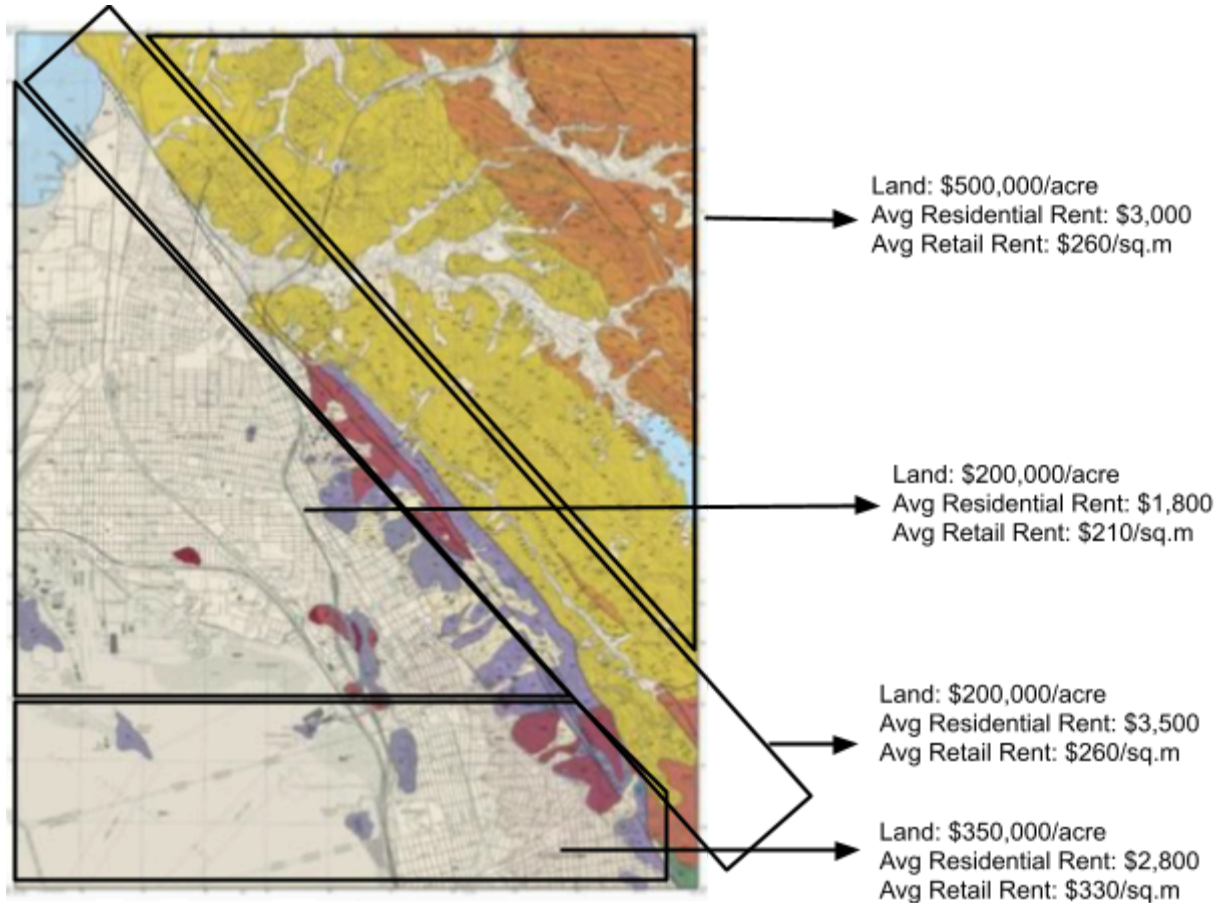 Land: $500,000/acre
Avg Residential Rent: $3,000
Avg Retail Rent: $260/sq.m
Land: $200,000/acre
Avg Residential Rent: $1,800
Avg Retail Rent: $210/sq.m
Land: $200,000/acre
Avg Residential Rent: $3,500
Avg Retail Rent: $260/sq.m
Land: $350,000/acre
Avg Residential Rent: $2,800
Avg Retail Rent: $330/sq.m